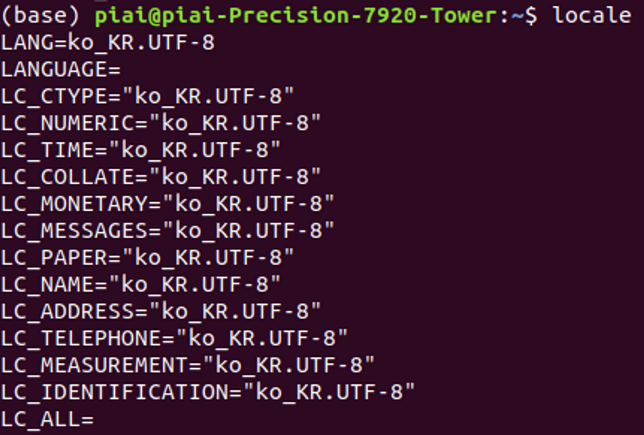 (base) piai@piai-Precision-7920-Tower:~$ locale
LANG=ko_KR.UTF-8
LANGUAGE=
LC_CTYPE="ko_KR.UTF-8"
LC_NUMERIC="ko_KR.UTF-8"
LC_TIME="ko_KR.UTF-8"
LC_COLLATE="ko_KR.UTF-8"
LC_MONETARY="ko_KR.UTF-8"
LC_MESSAGES="ko_KR.UTF-8"
LC_PAPER="ko_KR.UTF-8"
LC_NAME="ko_KR.UTF-8"
LC_ADDRESS="ko_KR.UTF-8"
LC_TELEPHONE="ko_KR.UTF-8"
LC_MEASUREMENT="ko_KR.UTF-8"
LC_IDENTIFICATION="ko_KR.UTF-8"
LC_ALL=